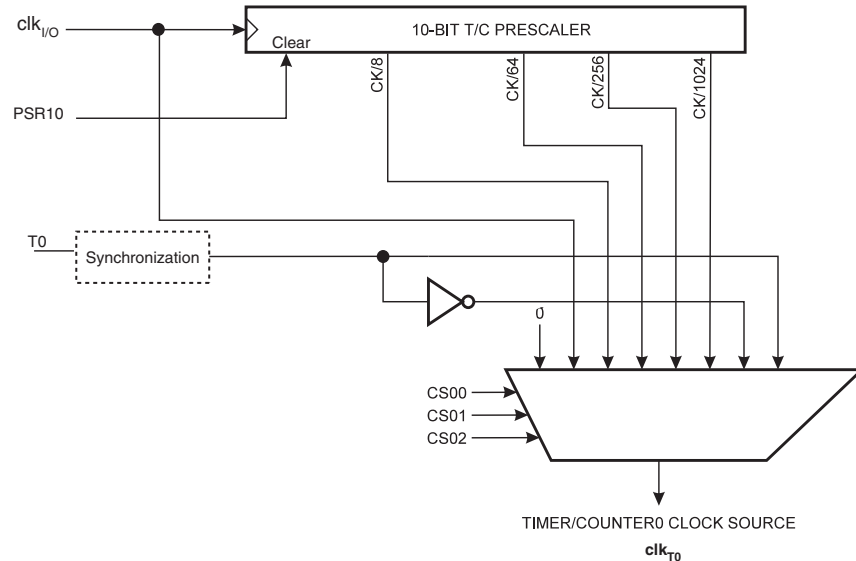 clkI/O
10-BIT T/C PRESCALER
Clear
CK/8
CK/64
CK/256
CK/1024
PSR10
T0
Synchronization
0
CS00
CS01
CS02
TIMER/COUNTER0 CLOCK SOURCE
clkT0